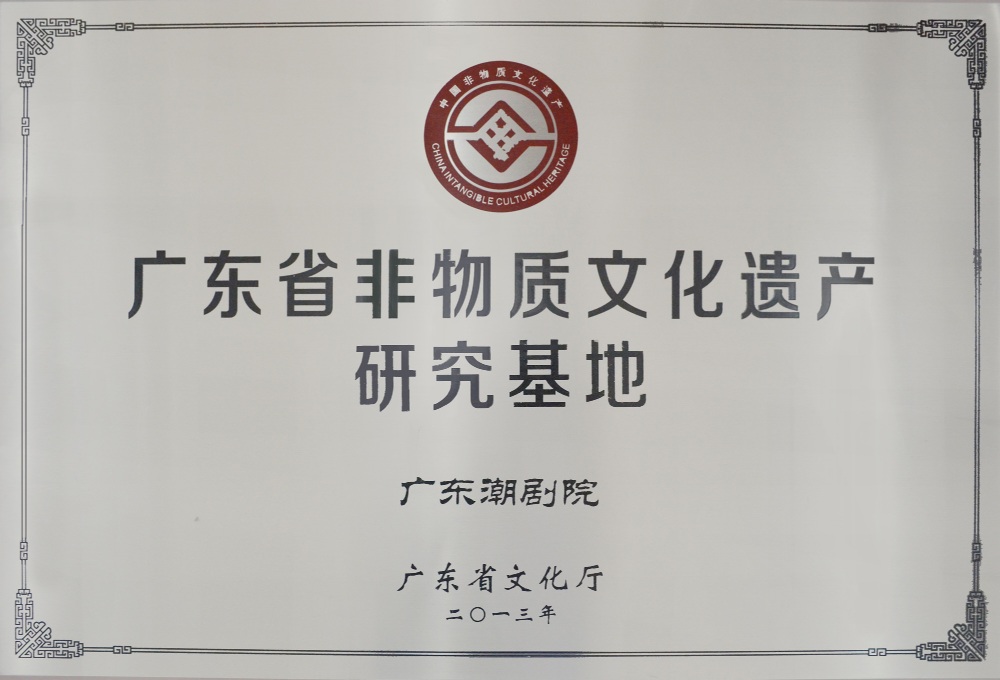 中國非物质文化遗产
CHINA INTANGIBLE CULTURAL HERITAGE
广东省非物质文化遗产
研究基地
广东潮剧院
广东省文化厅
二〇一三年